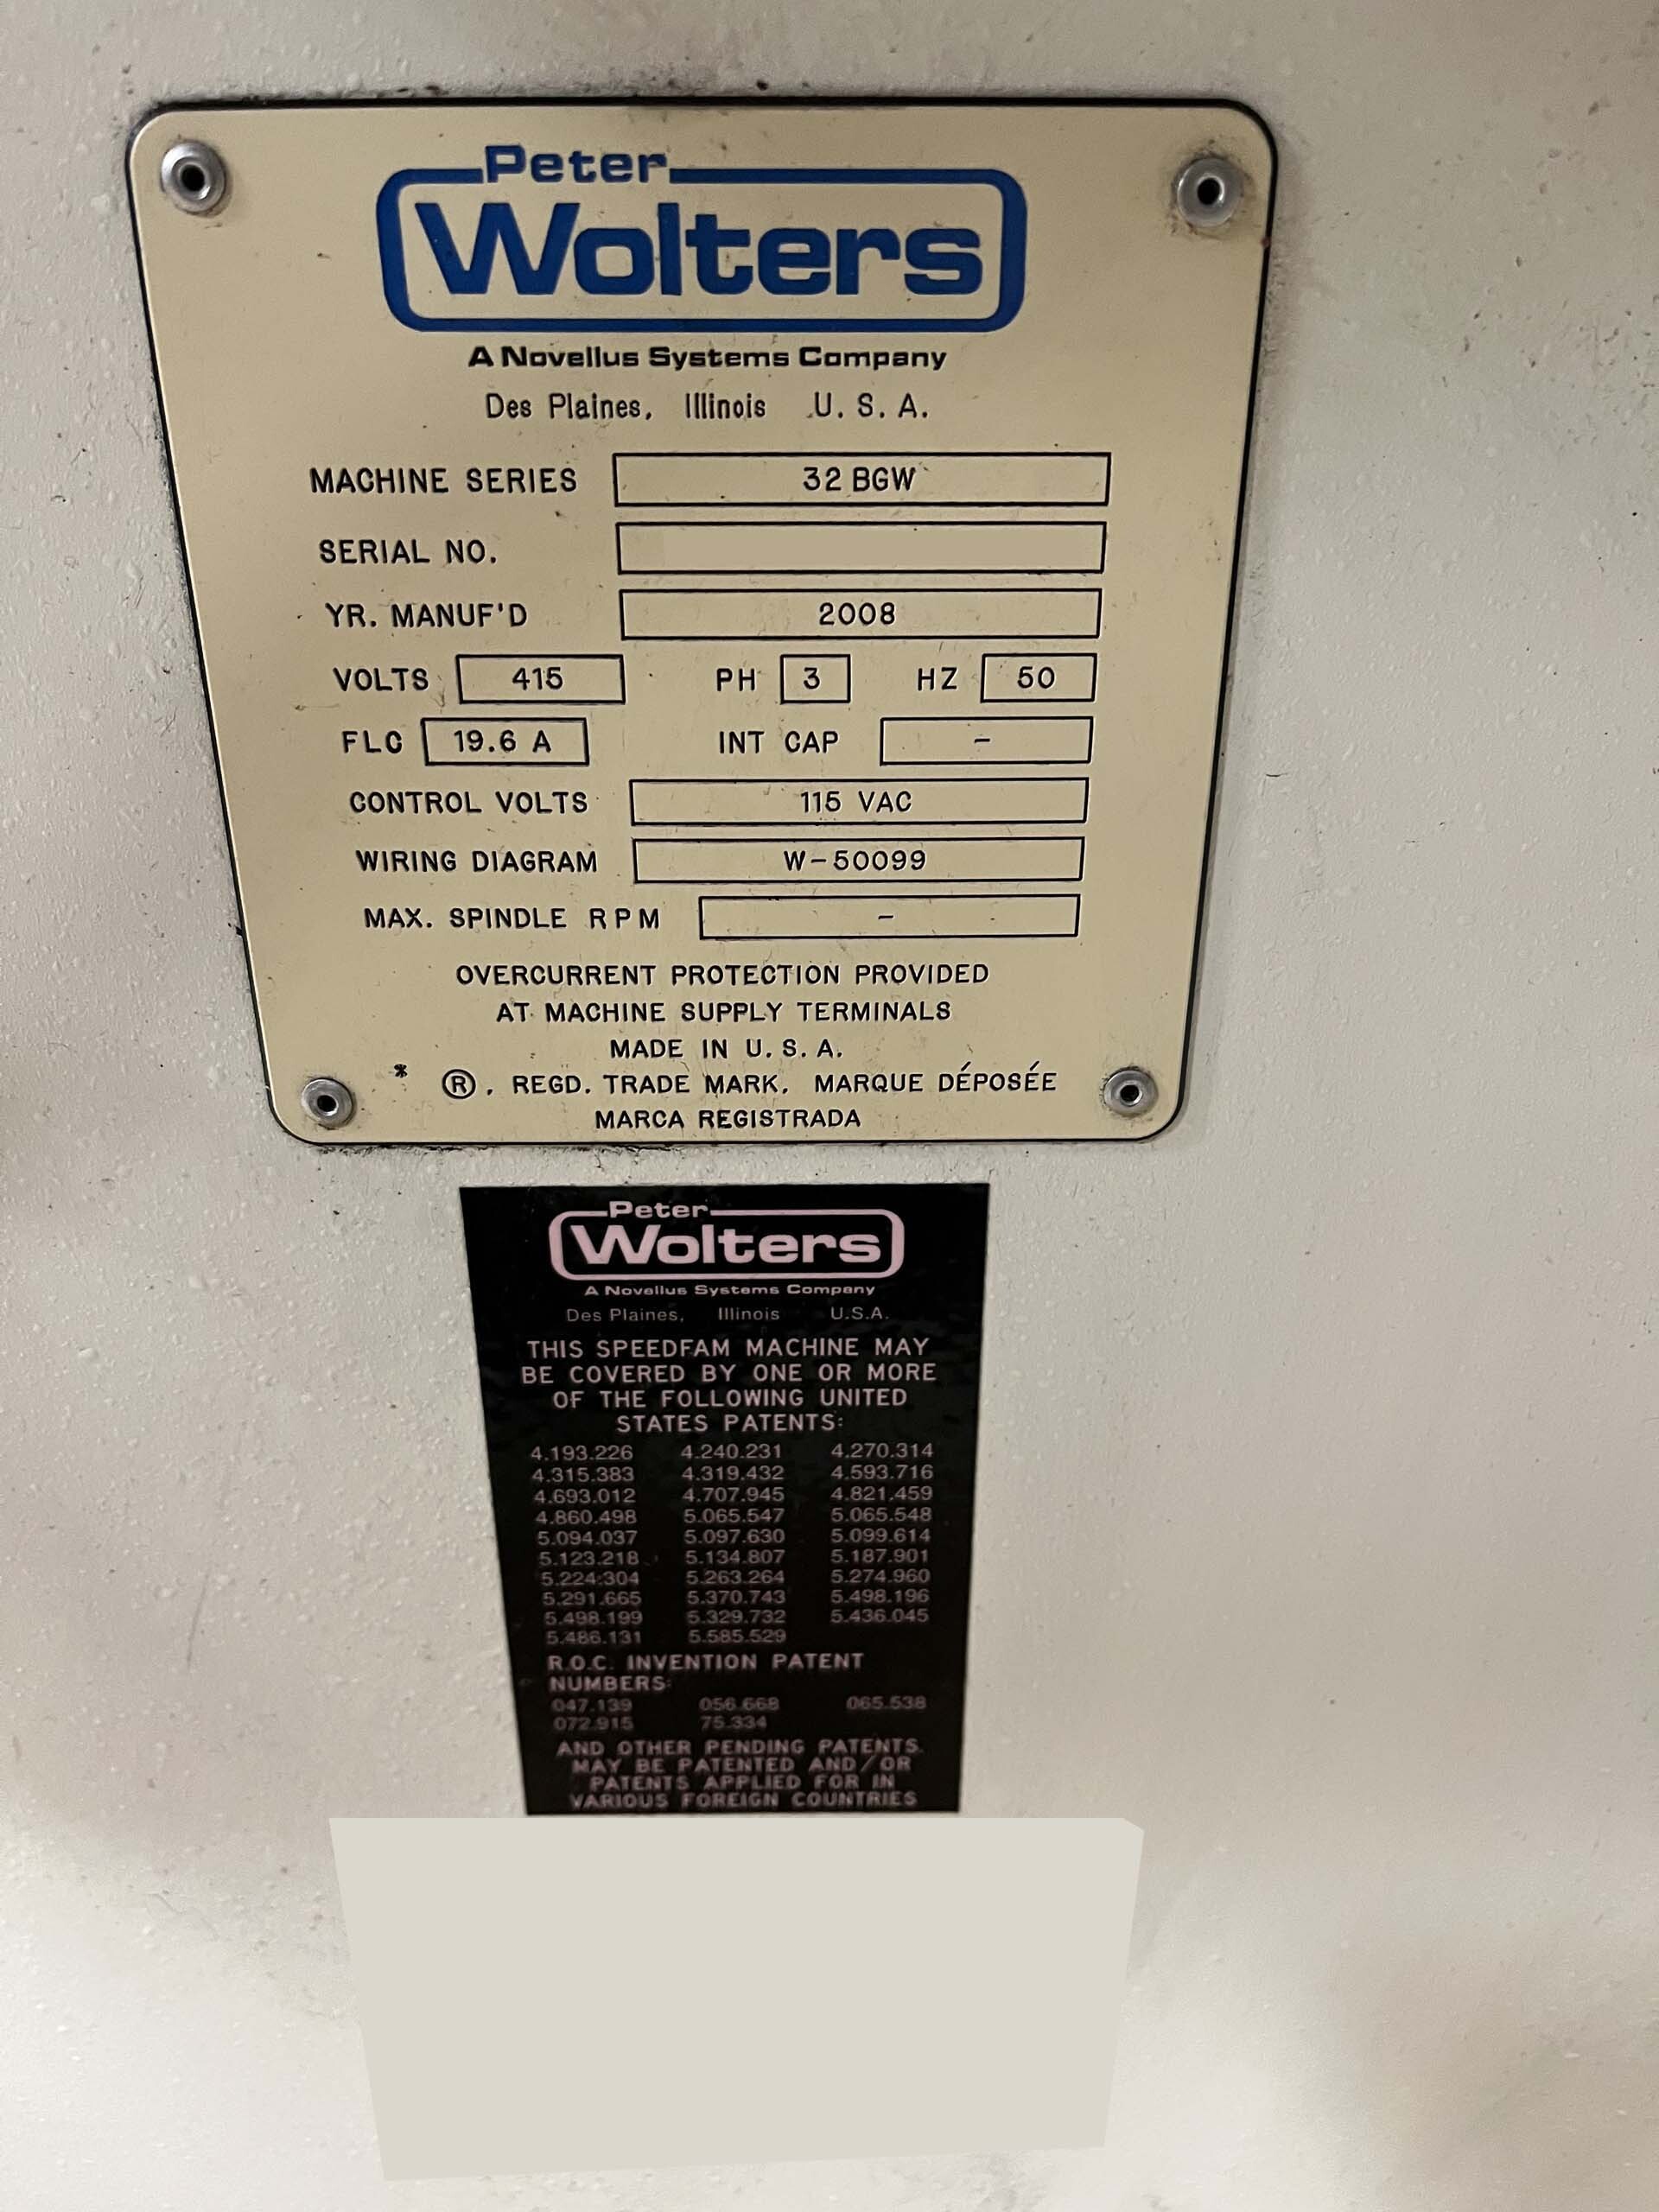 Peter
Wolters
A Novellus Systems Company
Des Plaines, Illinois U. S. A.
MACHINE SERIES 32 BGW
SERIAL NO.
YR. MANUF'D 2008
VOLTS 415 PH 3 HZ 50
FLC 19.6 A INT CAP –
CONTROL VOLTS 115 VAC
WIRING DIAGRAM W-50099
MAX. SPINDLE RPM –
OVERCURRENT PROTECTION PROVIDED
AT MACHINE SUPPLY TERMINALS
MADE IN U. S. A.
* ®, REGD. TRADE MARK, MARQUE DÉPOSÉE
MARCA REGISTRADA
Peter
Wolters
A Novellus Systems Company
Des Plaines, Illinois U.S.A.
THIS SPEEDFAM MACHINE MAY
BE COVERED BY ONE OR MORE
OF THE FOLLOWING UNITED
STATES PATENTS:
4.193.226 4.240.231 4.270.314
4.315.383 4.319.432 4.593.716
4.693.012 4.707.945 4.821.459
4.860.498 5.065.547 5.065.548
5.094.037 5.097.630 5.099.614
5.123.218 5.134.807 5.187.901
5.224.304 5.263.264 5.274.960
5.291.665 5.370.743 5.498.196
5.498.199 5.329.732 5.436.045
5.486.131 5.585.529
R.O.C. INVENTION PATENT
NUMBERS:
047.139 056.668 065.538
072.915 75.334
AND OTHER PENDING PATENTS.
MAY BE PATENTED AND/OR
PATENTS APPLIED FOR IN
VARIOUS FOREIGN COUNTRIES